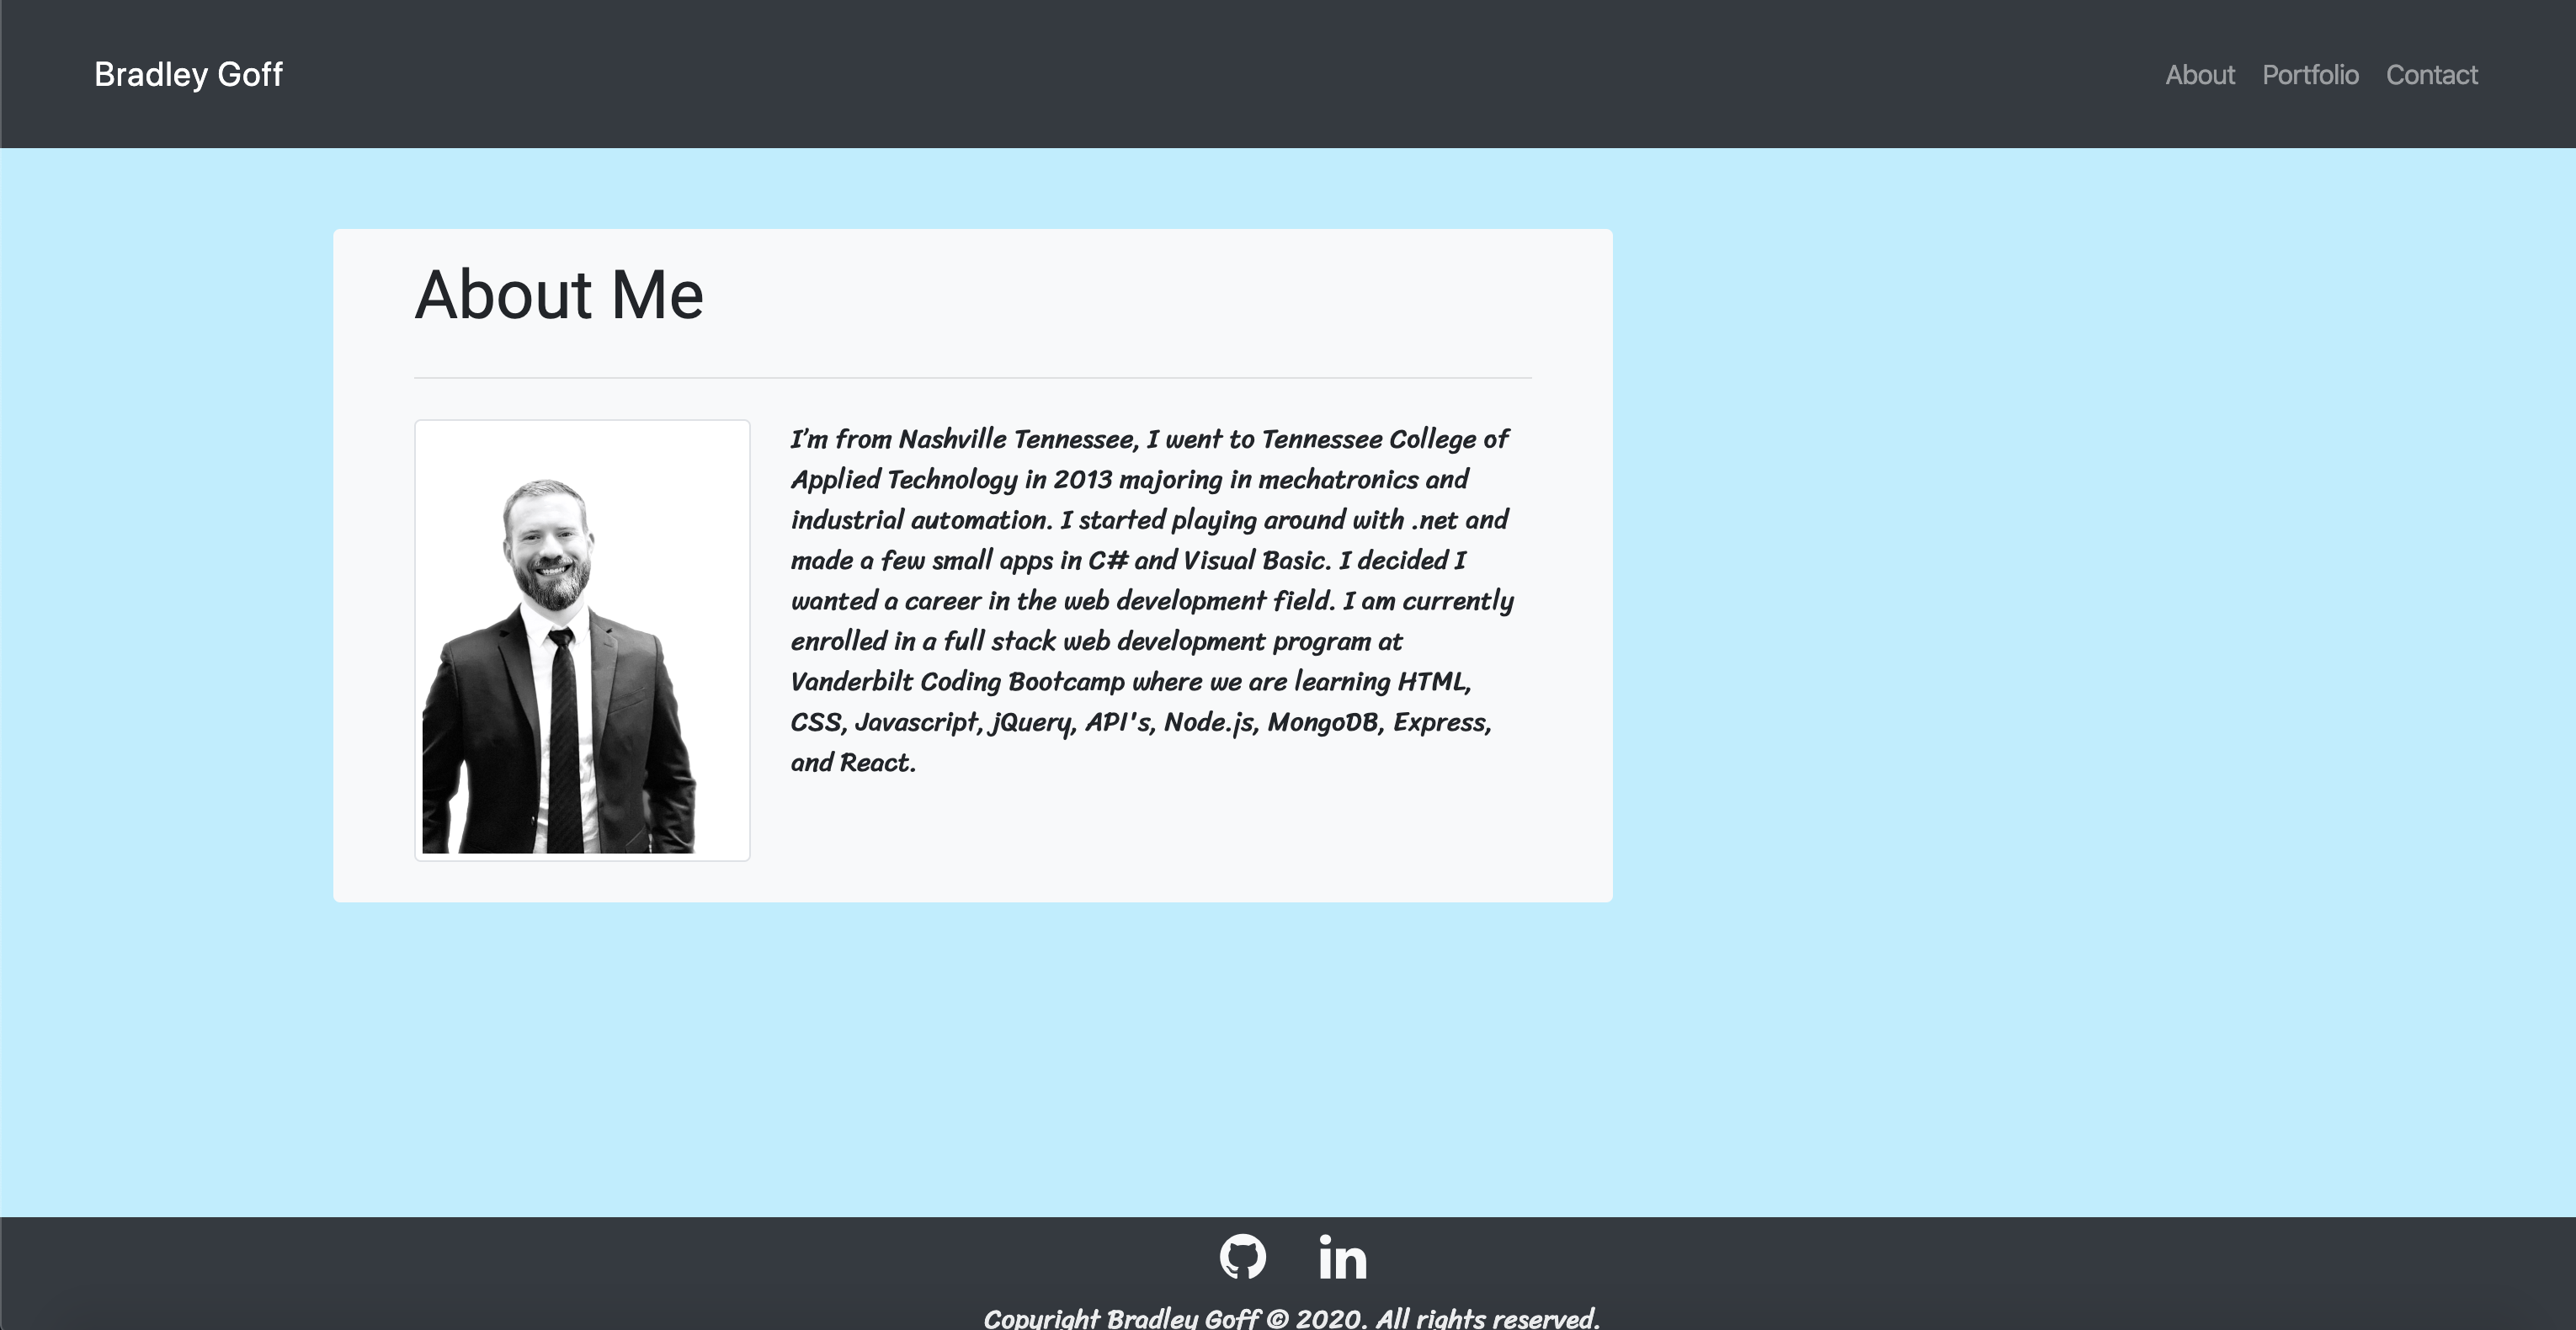 Bradley Goff
About Portfolio Contact
About Me
I'm from Nashville Tennessee, I went to Tennessee College of
Applied Technology in 2013 majoring in mechatronics and
industrial automation. I started playing around with .net and
made a few small apps in C# and Visual Basic. I decided I
wanted a career in the web development field. I am currently
enrolled in a full stack web development program at
Vanderbilt Coding Bootcamp where we are learning HTML,
CSS, Javascript, jQuery, API's, Node.js, MongoDB, Express,
and React.
in
Copyright Bradley Goff © 2020. All rights reserved.